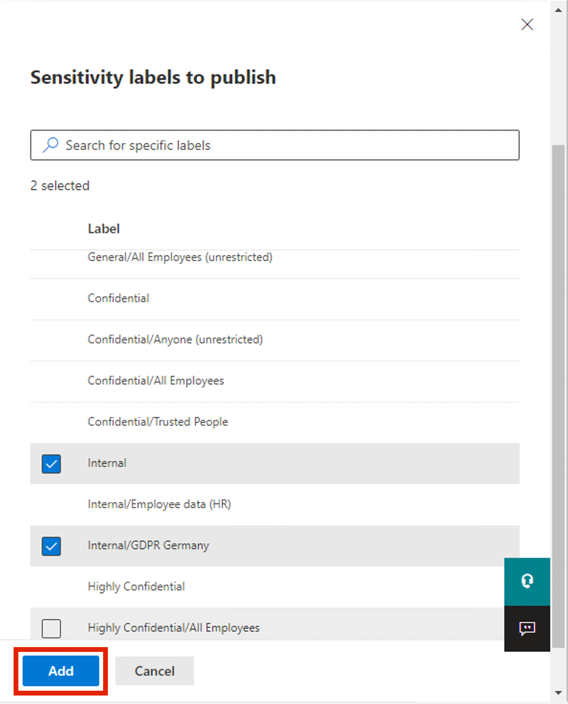 Sensitivity labels to publish
Search for specific labels
2 selected
Label
General/All Employees (unrestricted)
Confidential
Confidential/Anyone (unrestricted)
Confidential/All Employees
Confidential/Trusted People
Internal
Internal/Employee data (HR)
Internal/GDPR Germany
Highly Confidential
Highly Confidential/All Employees
Add
Cancel